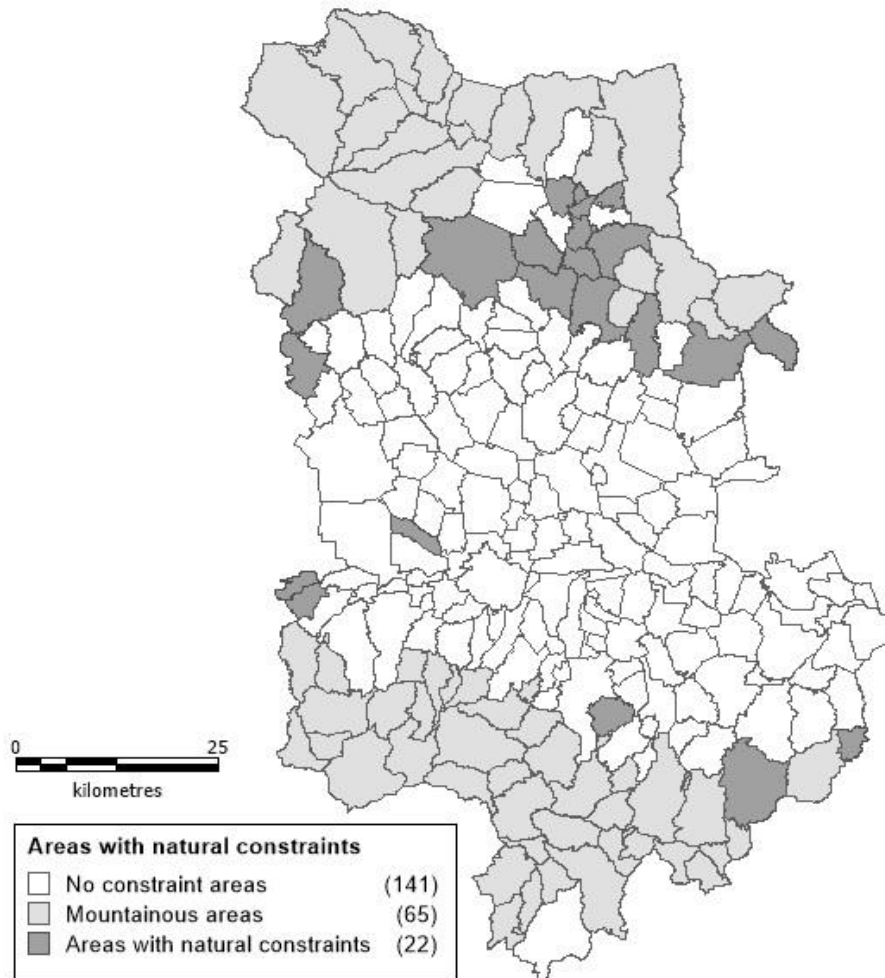 0 25
kilometres
Areas with natural constraints
No constraint areas (141)
Mountainous areas (65)
Areas with natural constraints (22)